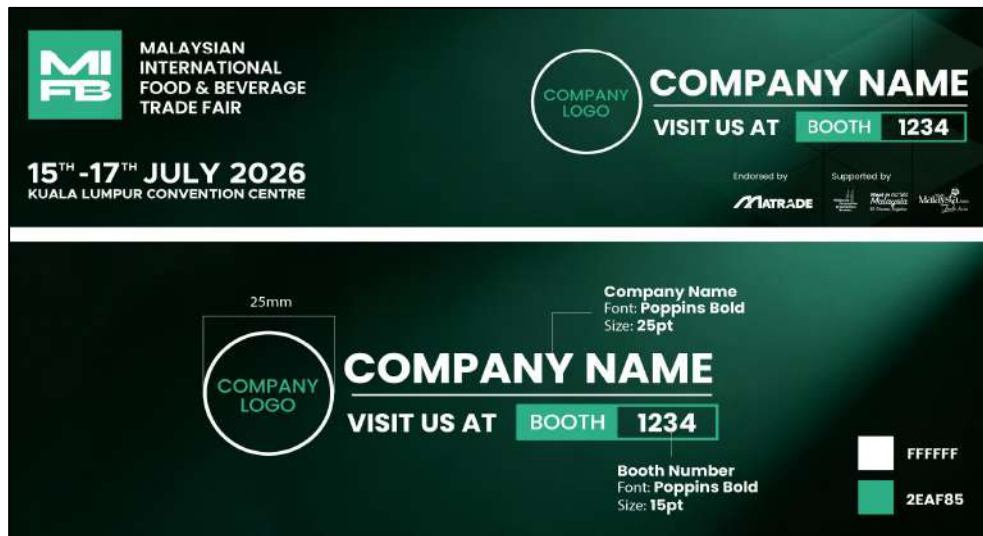 MI
FB
MALAYSIAN
INTERNATIONAL
FOOD & BEVERAGE
TRADE FAIR
15TH-17TH JULY 2026
KUALA LUMPUR CONVENTION CENTRE
COMPANY
LOGO
COMPANY NAME
VISIT US AT BOOTH 1234
Endorsed by Supported by
MATRADE
Malaysia
25mm
Company Name
Font: Poppins Bold
Size: 25pt
COMPANY
LOGO
COMPANY NAME
VISIT US AT BOOTH 1234
Booth Number
Font: Poppins Bold
Size: 15pt
FFFFFF
2EAF85